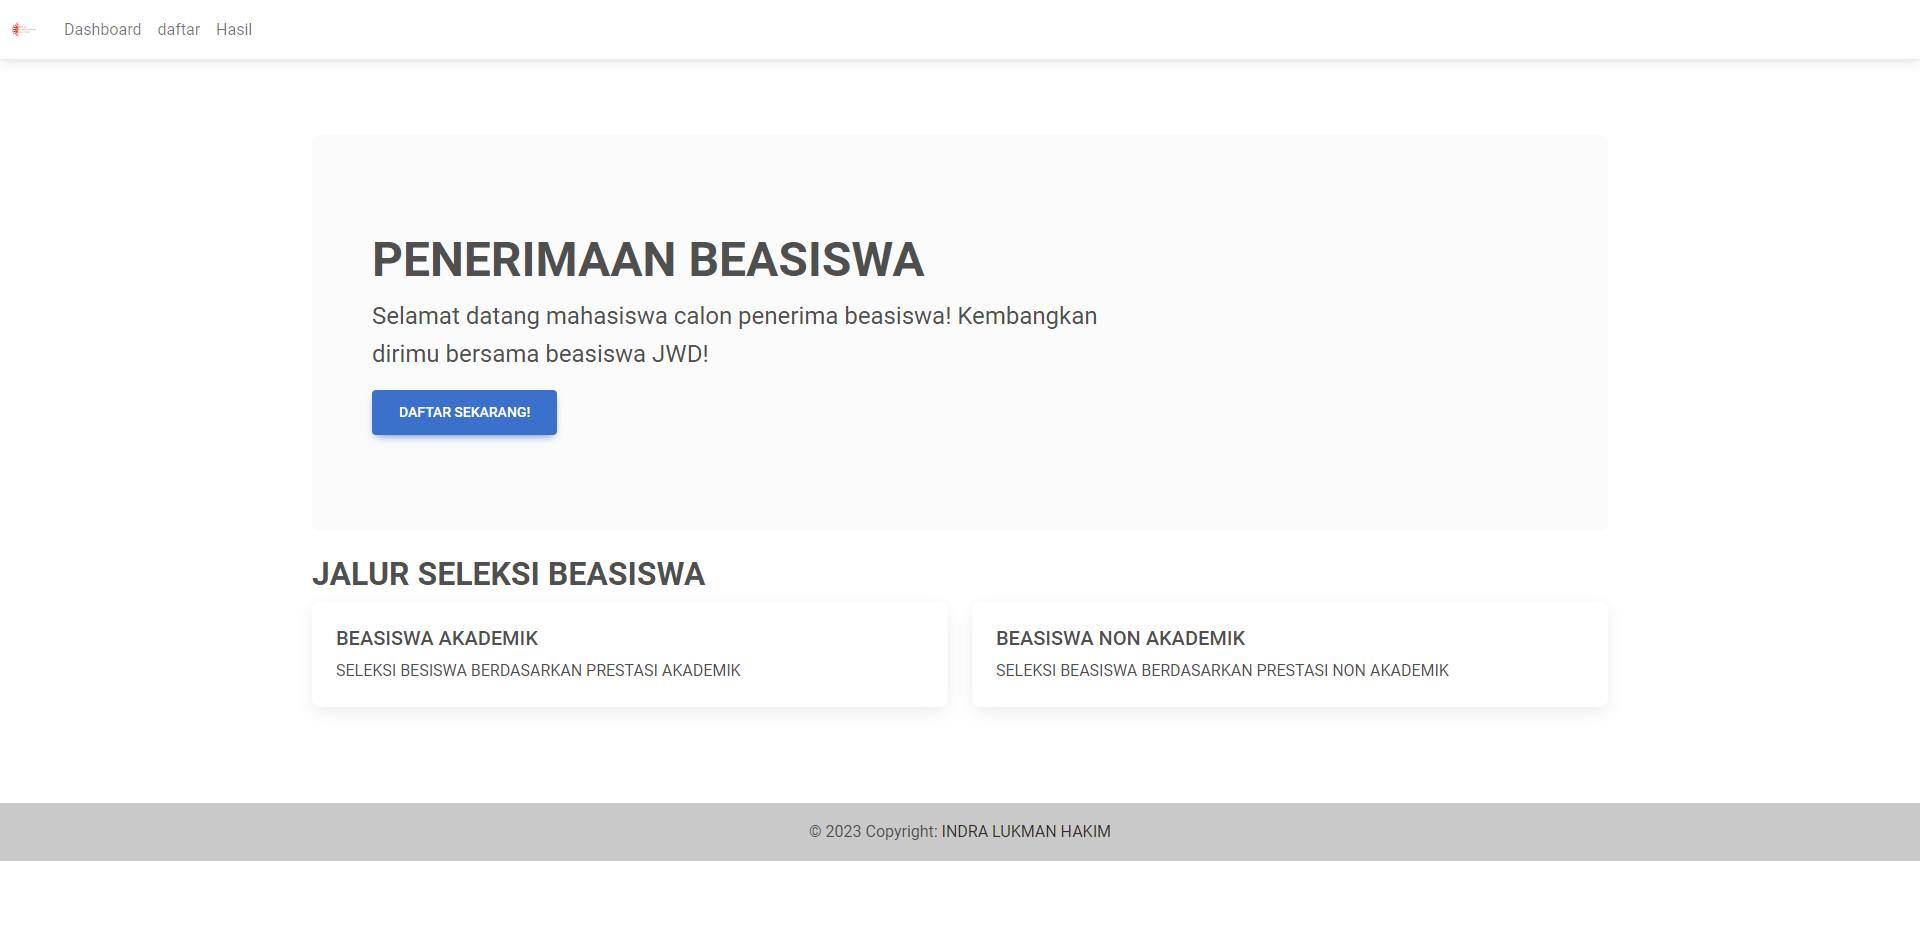 Dashboard daftar Hasil
PENERIMAAN BEASISWA
Selamat datang mahasiswa calon penerima beasiswa! Kembangkan
dirimu bersama beasiswa JWD!
DAFTAR SEKARANG!
JALUR SELEKSI BEASISWA
BEASISWA AKADEMIK
SELEKSI BESISWA BERDASARKAN PRESTASI AKADEMIK
BEASISWA NON AKADEMIK
SELEKSI BEASISWA BERDASARKAN PRESTASI NON AKADEMIK
© 2023 Copyright: INDRA LUKMAN HAKIM